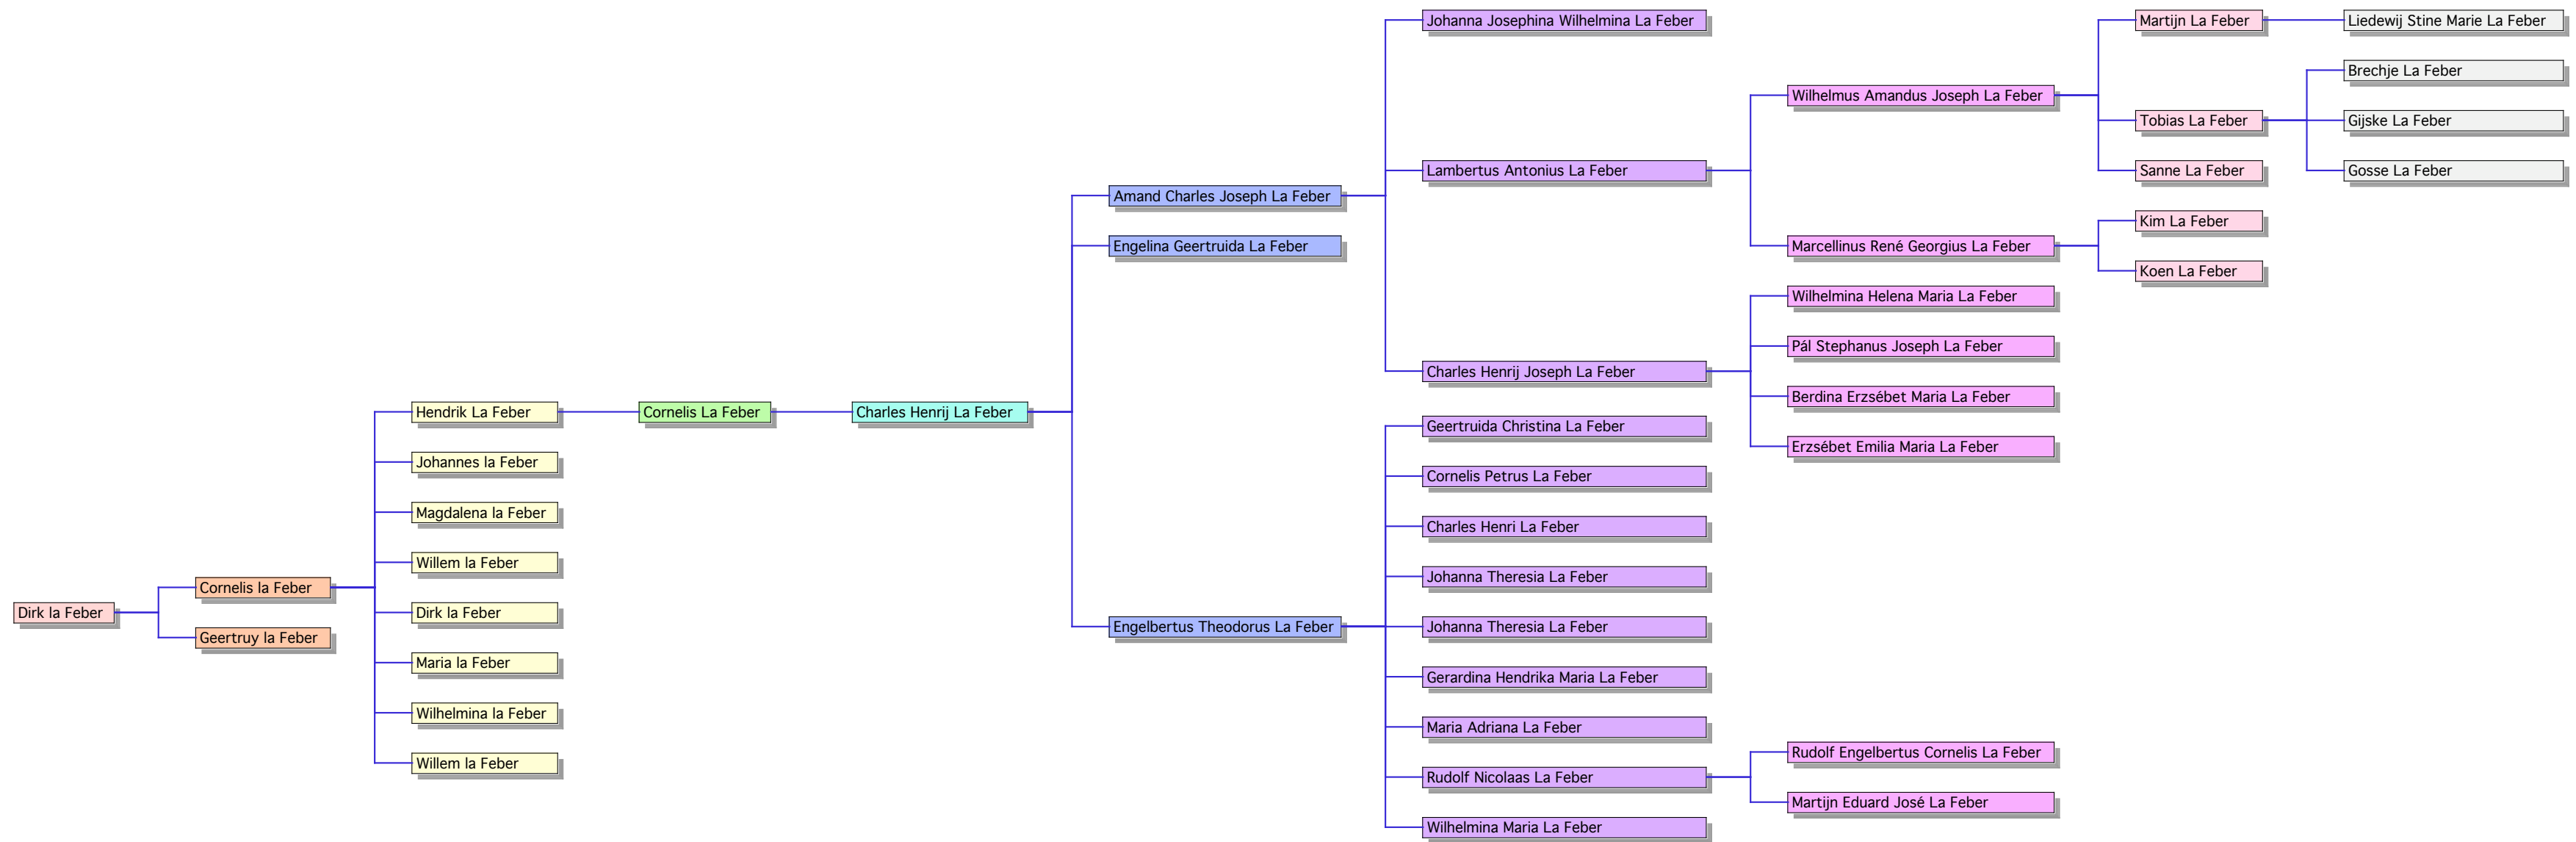 Dirk la Feber
Cornelis la Feber
Geertruy la Feber
Hendrik La Feber
Johannes la Feber
Magdalena la Feber
Willem la Feber
Dirk la Feber
Maria la Feber
Wilhelmina la Feber
Willem la Feber
Cornelis La Feber
Charles Henrij La Feber
Amand Charles Joseph La Feber
Engelina Geertruida La Feber
Engelbertus Theodorus La Feber
Johanna Josephina Wilhelmina La Feber
Lambertus Antonius La Feber
Charles Henrij Joseph La Feber
Geertruida Christina La Feber
Cornelis Petrus La Feber
Charles Henri La Feber
Johanna Theresia La Feber
Johanna Theresia La Feber
Gerardina Hendrika Maria La Feber
Maria Adriana La Feber
Rudolf Nicolaas La Feber
Wilhelmina Maria La Feber
Wilhelmus Amandus Joseph La Feber
Marcellinus René Georgius La Feber
Wilhelmina Helena Maria La Feber
Pál Stephanus Joseph La Feber
Berdina Erzsébet Maria La Feber
Erzsébet Emilia Maria La Feber
Rudolf Engelbertus Cornelis La Feber
Martijn Eduard José La Feber
Martijn La Feber
Tobias La Feber
Sanne La Feber
Kim La Feber
Koen La Feber
Liedewij Stine Marie La Feber
Brechje La Feber
Gijske La Feber
Gosse La Feber